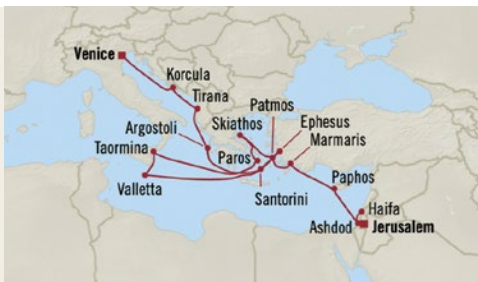 Venice
Korcula
Tirana
Patmos
Argostoli
Skiathos
Ephesus
Taormina
Marmaris
Paros
Valletta
Paphos
Santorini
Haifa
Ashdod
Jerusalem